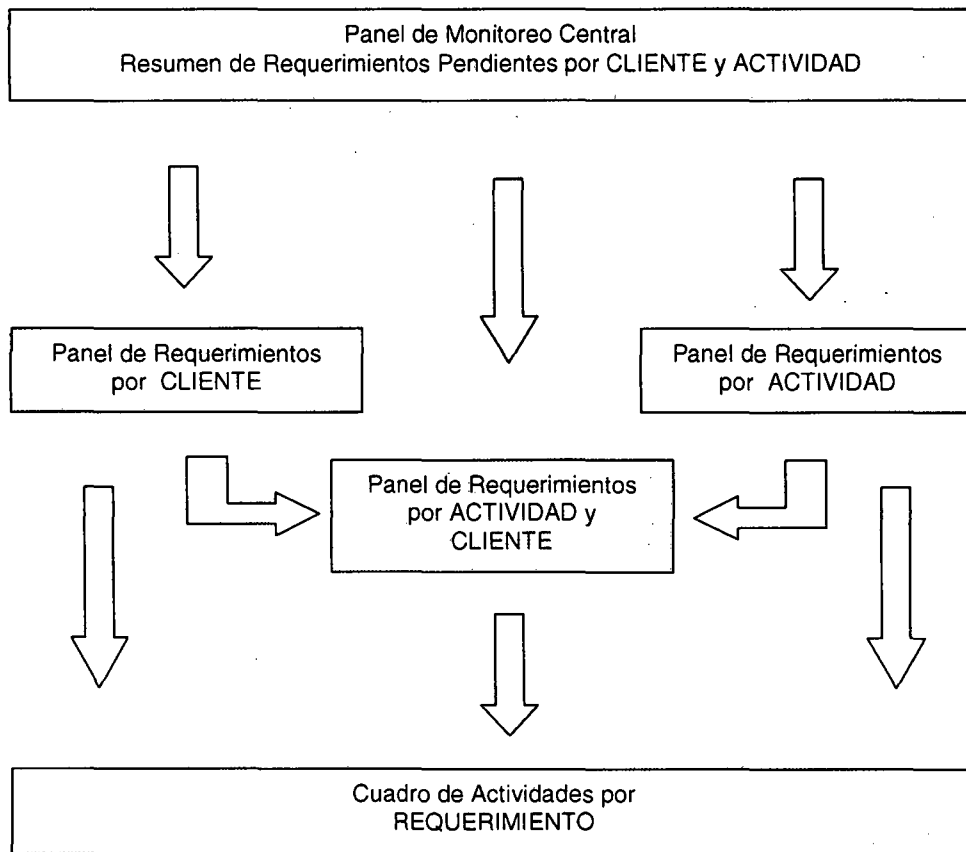 Panel de Monitoreo Central
Resumen de Requerimientos Pendientes por CLIENTE y ACTIVIDAD
Panel de Requerimientos
por CLIENTE
Panel de Requerimientos
por ACTIVIDAD
Panel de Requerimientos
por ACTIVIDAD y
CLIENTE
Cuadro de Actividades por
REQUERIMIENTO